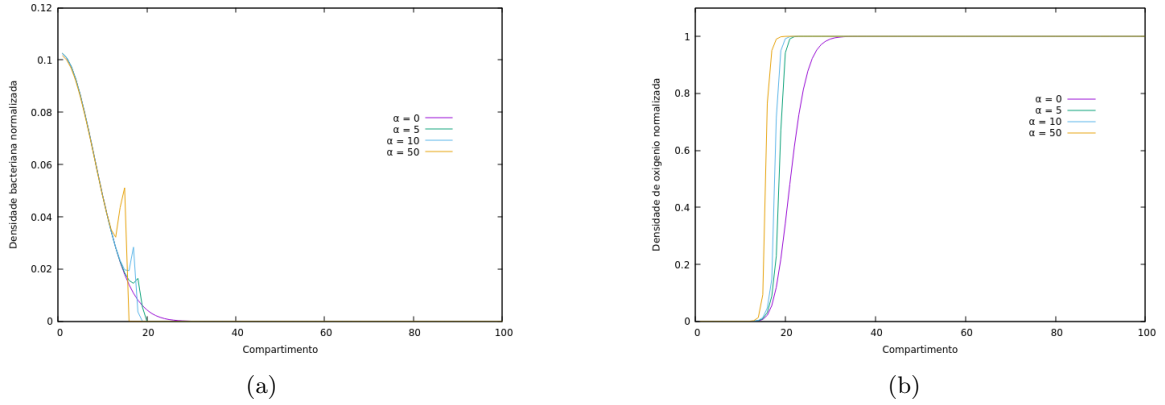 Densidade bacteriana normalizada
0.12
0.1
0.08
0.06
0.04
0.02
0
0 20 40 60 80 100
Compartimento
α = 0
α = 5
α = 10
α = 50
(a)
Densidade de oxigenio normalizada
1
0.8
0.6
0.4
0.2
0
0 20 40 60 80 100
Compartimento
α = 0
α = 5
α = 10
α = 50
(b)